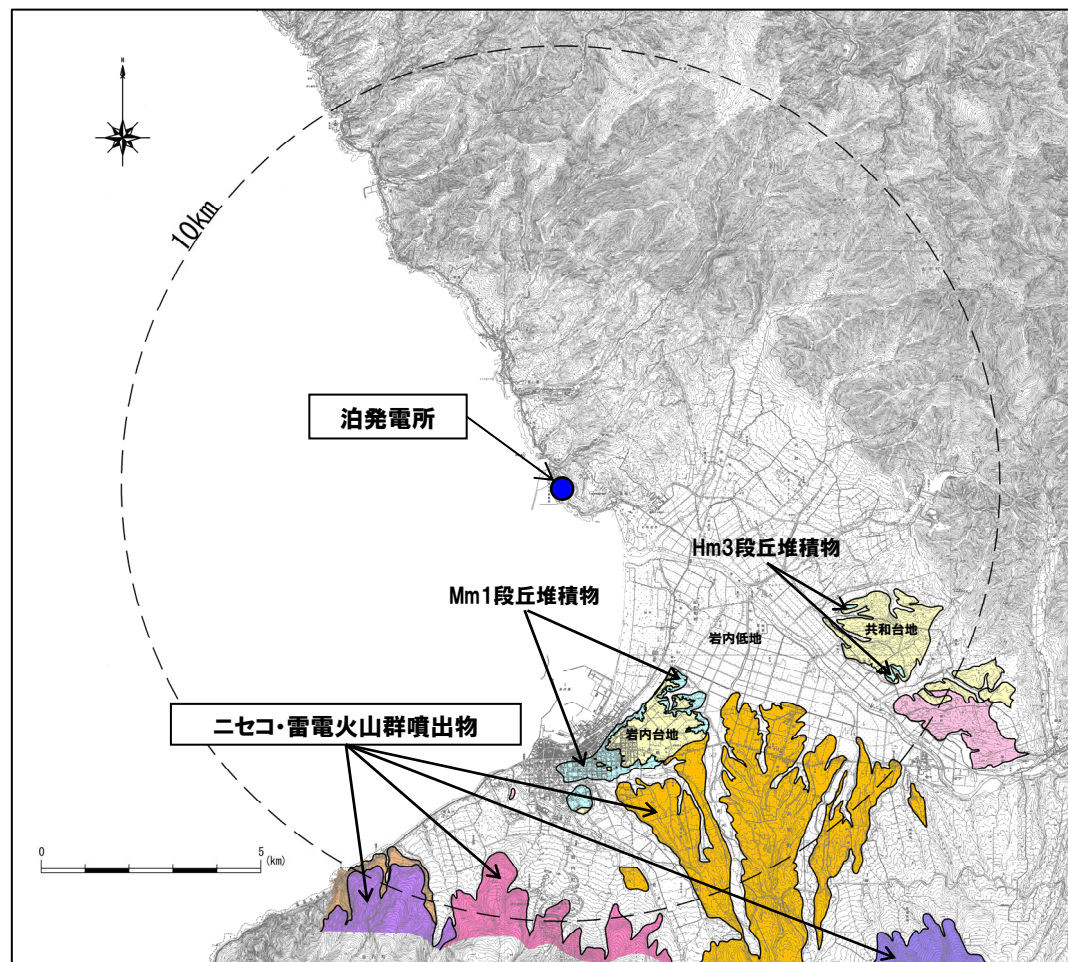 N
10km
泊発電所
Hm3段丘堆積物
Mm1段丘堆積物
共和台地
岩内低地
ニセコ・雷電火山群噴出物
岩内台地
0
5
(km)